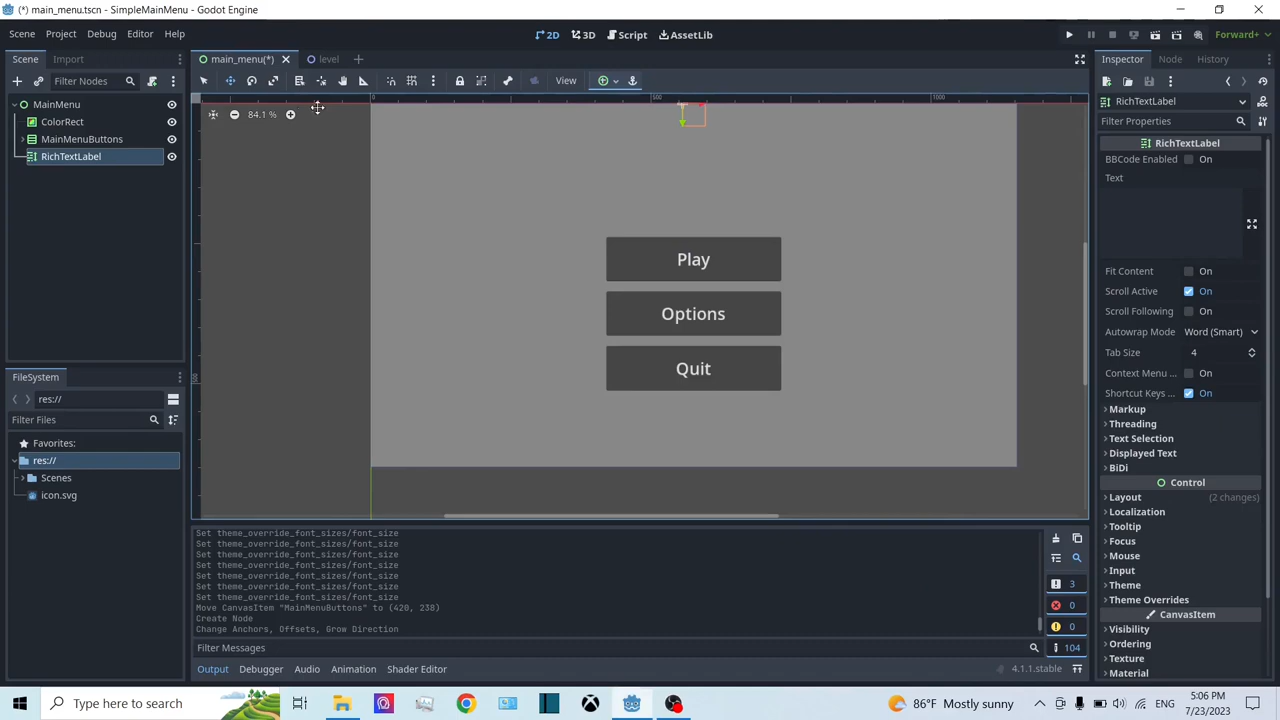 (*) main_menu.tscn - SimpleMainMenu - Godot Engine
Scene Project Debug Editor Help
2D 3D Script AssetLib
Forward+
Scene Import
main_menu(*) level
Inspector Node History
Filter Nodes
View
MainMenu
ColorRect
MainMenuButtons
RichTextLabel
84.1 %
0 500 1000
Play
Options
Quit
RichTextLabel
Filter Properties
RichTextLabel
BBCode Enabled On
Text
Fit Content On
Scroll Active On
Scroll Following On
Autowrap Mode Word (Smart)
Tab Size 4
Context Menu ... On
Shortcut Keys ... On
Markup
Threading
Text Selection
Displayed Text
BiDi
Control
Layout (2 changes)
Localization
Tooltip
Focus
Mouse
Input
Theme
Theme Overrides
CanvasItem
Visibility
Ordering
Texture
Material
FileSystem
res://
Filter Files
Favorites:
res://
Scenes
icon.svg
500
Set theme_override_font_sizes/font_size
Set theme_override_font_sizes/font_size
Set theme_override_font_sizes/font_size
Set theme_override_font_sizes/font_size
Set theme_override_font_sizes/font_size
Set theme_override_font_sizes/font_size
Set theme_override_font_sizes/font_size
Move CanvasItem "MainMenuButtons" to (420, 238)
Create Node
Change Anchors, Offsets, Grow Direction
3
0
0
104
Filter Messages
Output Debugger Audio Animation Shader Editor
4.1.1.stable
Type here to search
86°F Mostly sunny
ENG
5:06 PM
7/23/2023